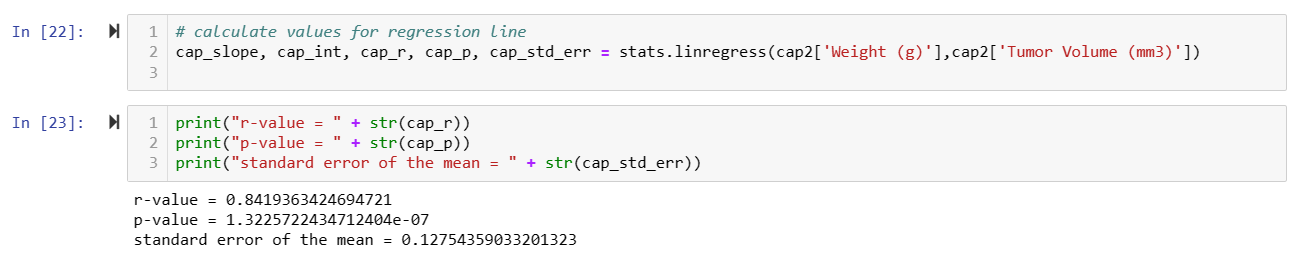 In [22]:
1 # calculate values for regression line
2 cap_slope, cap_int, cap_r, cap_p, cap_std_err = stats.linregress(cap2['Weight (g)'],cap2['Tumor Volume (mm3)'])
3
In [23]:
1 print("r-value = " + str(cap_r))
2 print("p-value = " + str(cap_p))
3 print("standard error of the mean = " + str(cap_std_err))
r-value = 0.8419363424694721
p-value = 1.3225722434712404e-07
standard error of the mean = 0.12754359033201323